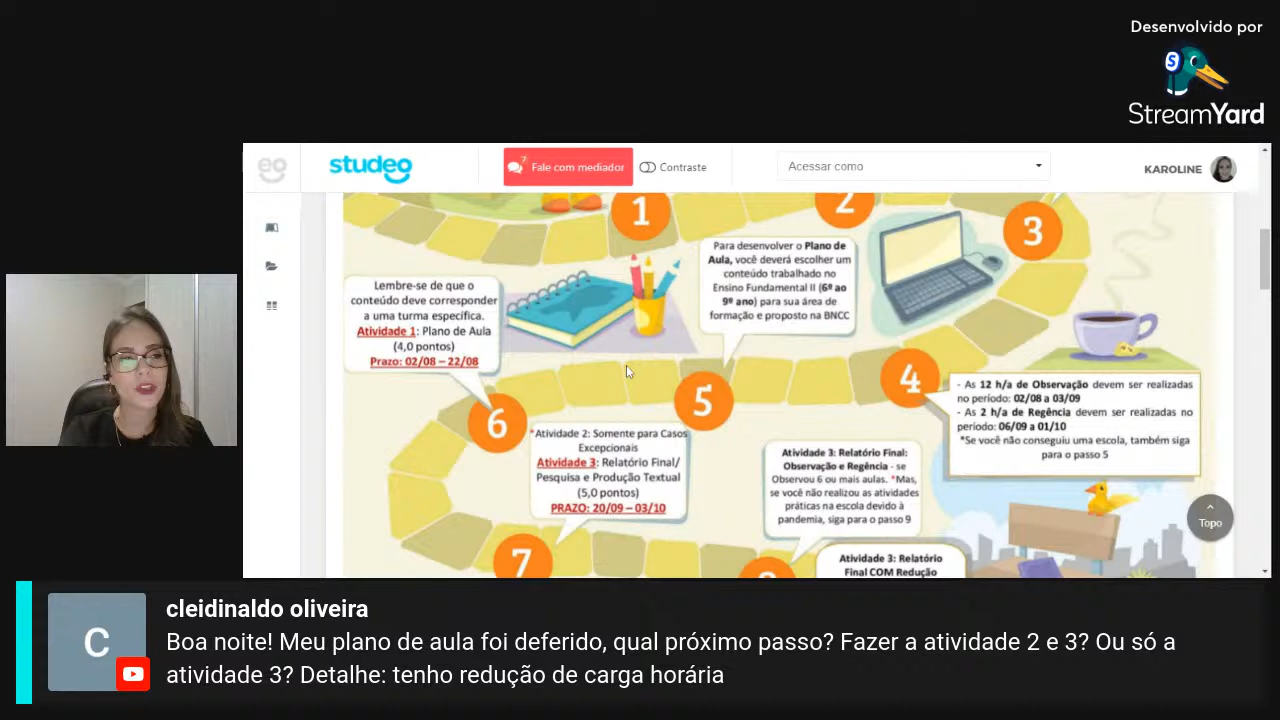 Desenvolvido por
S
StreamYard
eo
studeo
7
Fale com mediador
Contraste
Acessar como
KAROLINE
1
2
3
Lembre-se de que o
conteúdo deve corresponder
a uma turma específica.
Atividade 1: Plano de Aula
(4,0 pontos)
Prazo: 02/08 – 22/08
Para desenvolver o Plano de
Aula, você deverá escolher um
conteúdo trabalhado no
Ensino Fundamental II (6º ao
9º ano) para sua área de
formação e proposto na BNCC
4
- As 12 h/a de Observação devem ser realizadas
no período: 02/08 a 03/09
- As 2 h/a de Regência devem ser realizadas no
período: 06/09 a 01/10
*Se você não conseguiu uma escola, também siga
para o passo 5
5
6
*Atividade 2: Somente para Casos
Excepcionais
Atividade 3: Relatório Final/
Pesquisa e Produção Textual
(5,0 pontos)
PRAZO: 20/09 – 03/10
Atividade 3: Relatório Final:
Observação e Regência - se
Observou 6 ou mais aulas. *Mas,
se você não realizou as atividades
práticas na escola devido à
pandemia, siga para o passo 9
Topo
7
Atividade 3: Relatório
Final COM Redução
cleidinaldo oliveira
C
Boa noite! Meu plano de aula foi deferido, qual próximo passo? Fazer a atividade 2 e 3? Ou só a
atividade 3? Detalhe: tenho redução de carga horária